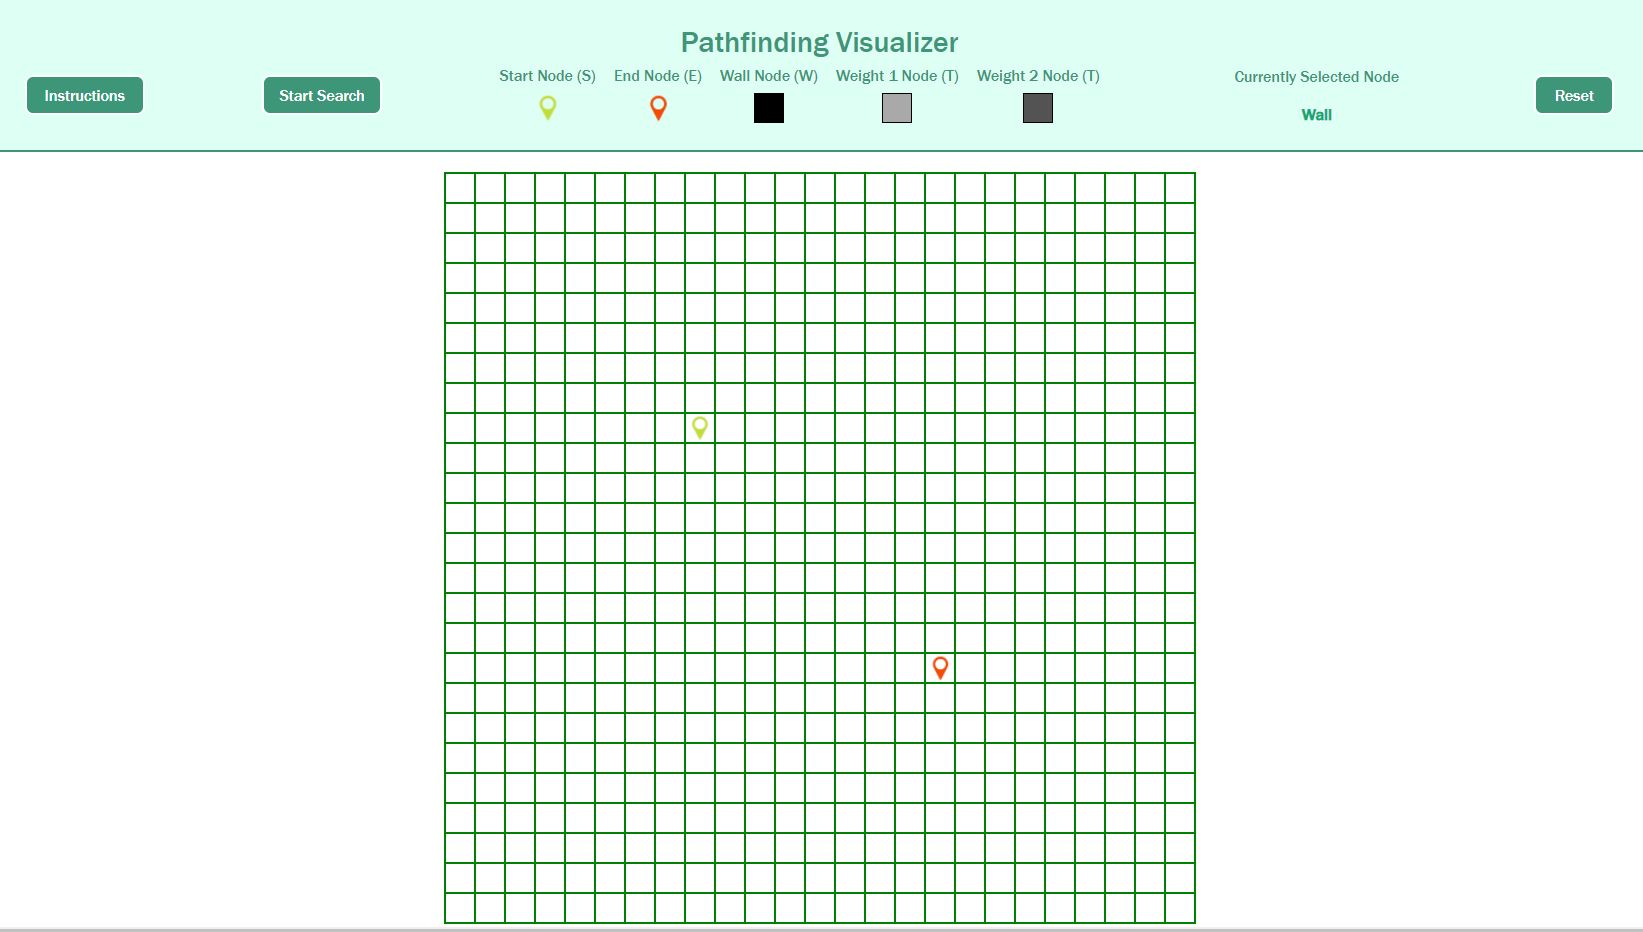 Pathfinding Visualizer
Start Node (S) End Node (E) Wall Node (W) Weight 1 Node (T) Weight 2 Node (T) Currently Selected Node
Instructions Start Search Reset
Wall